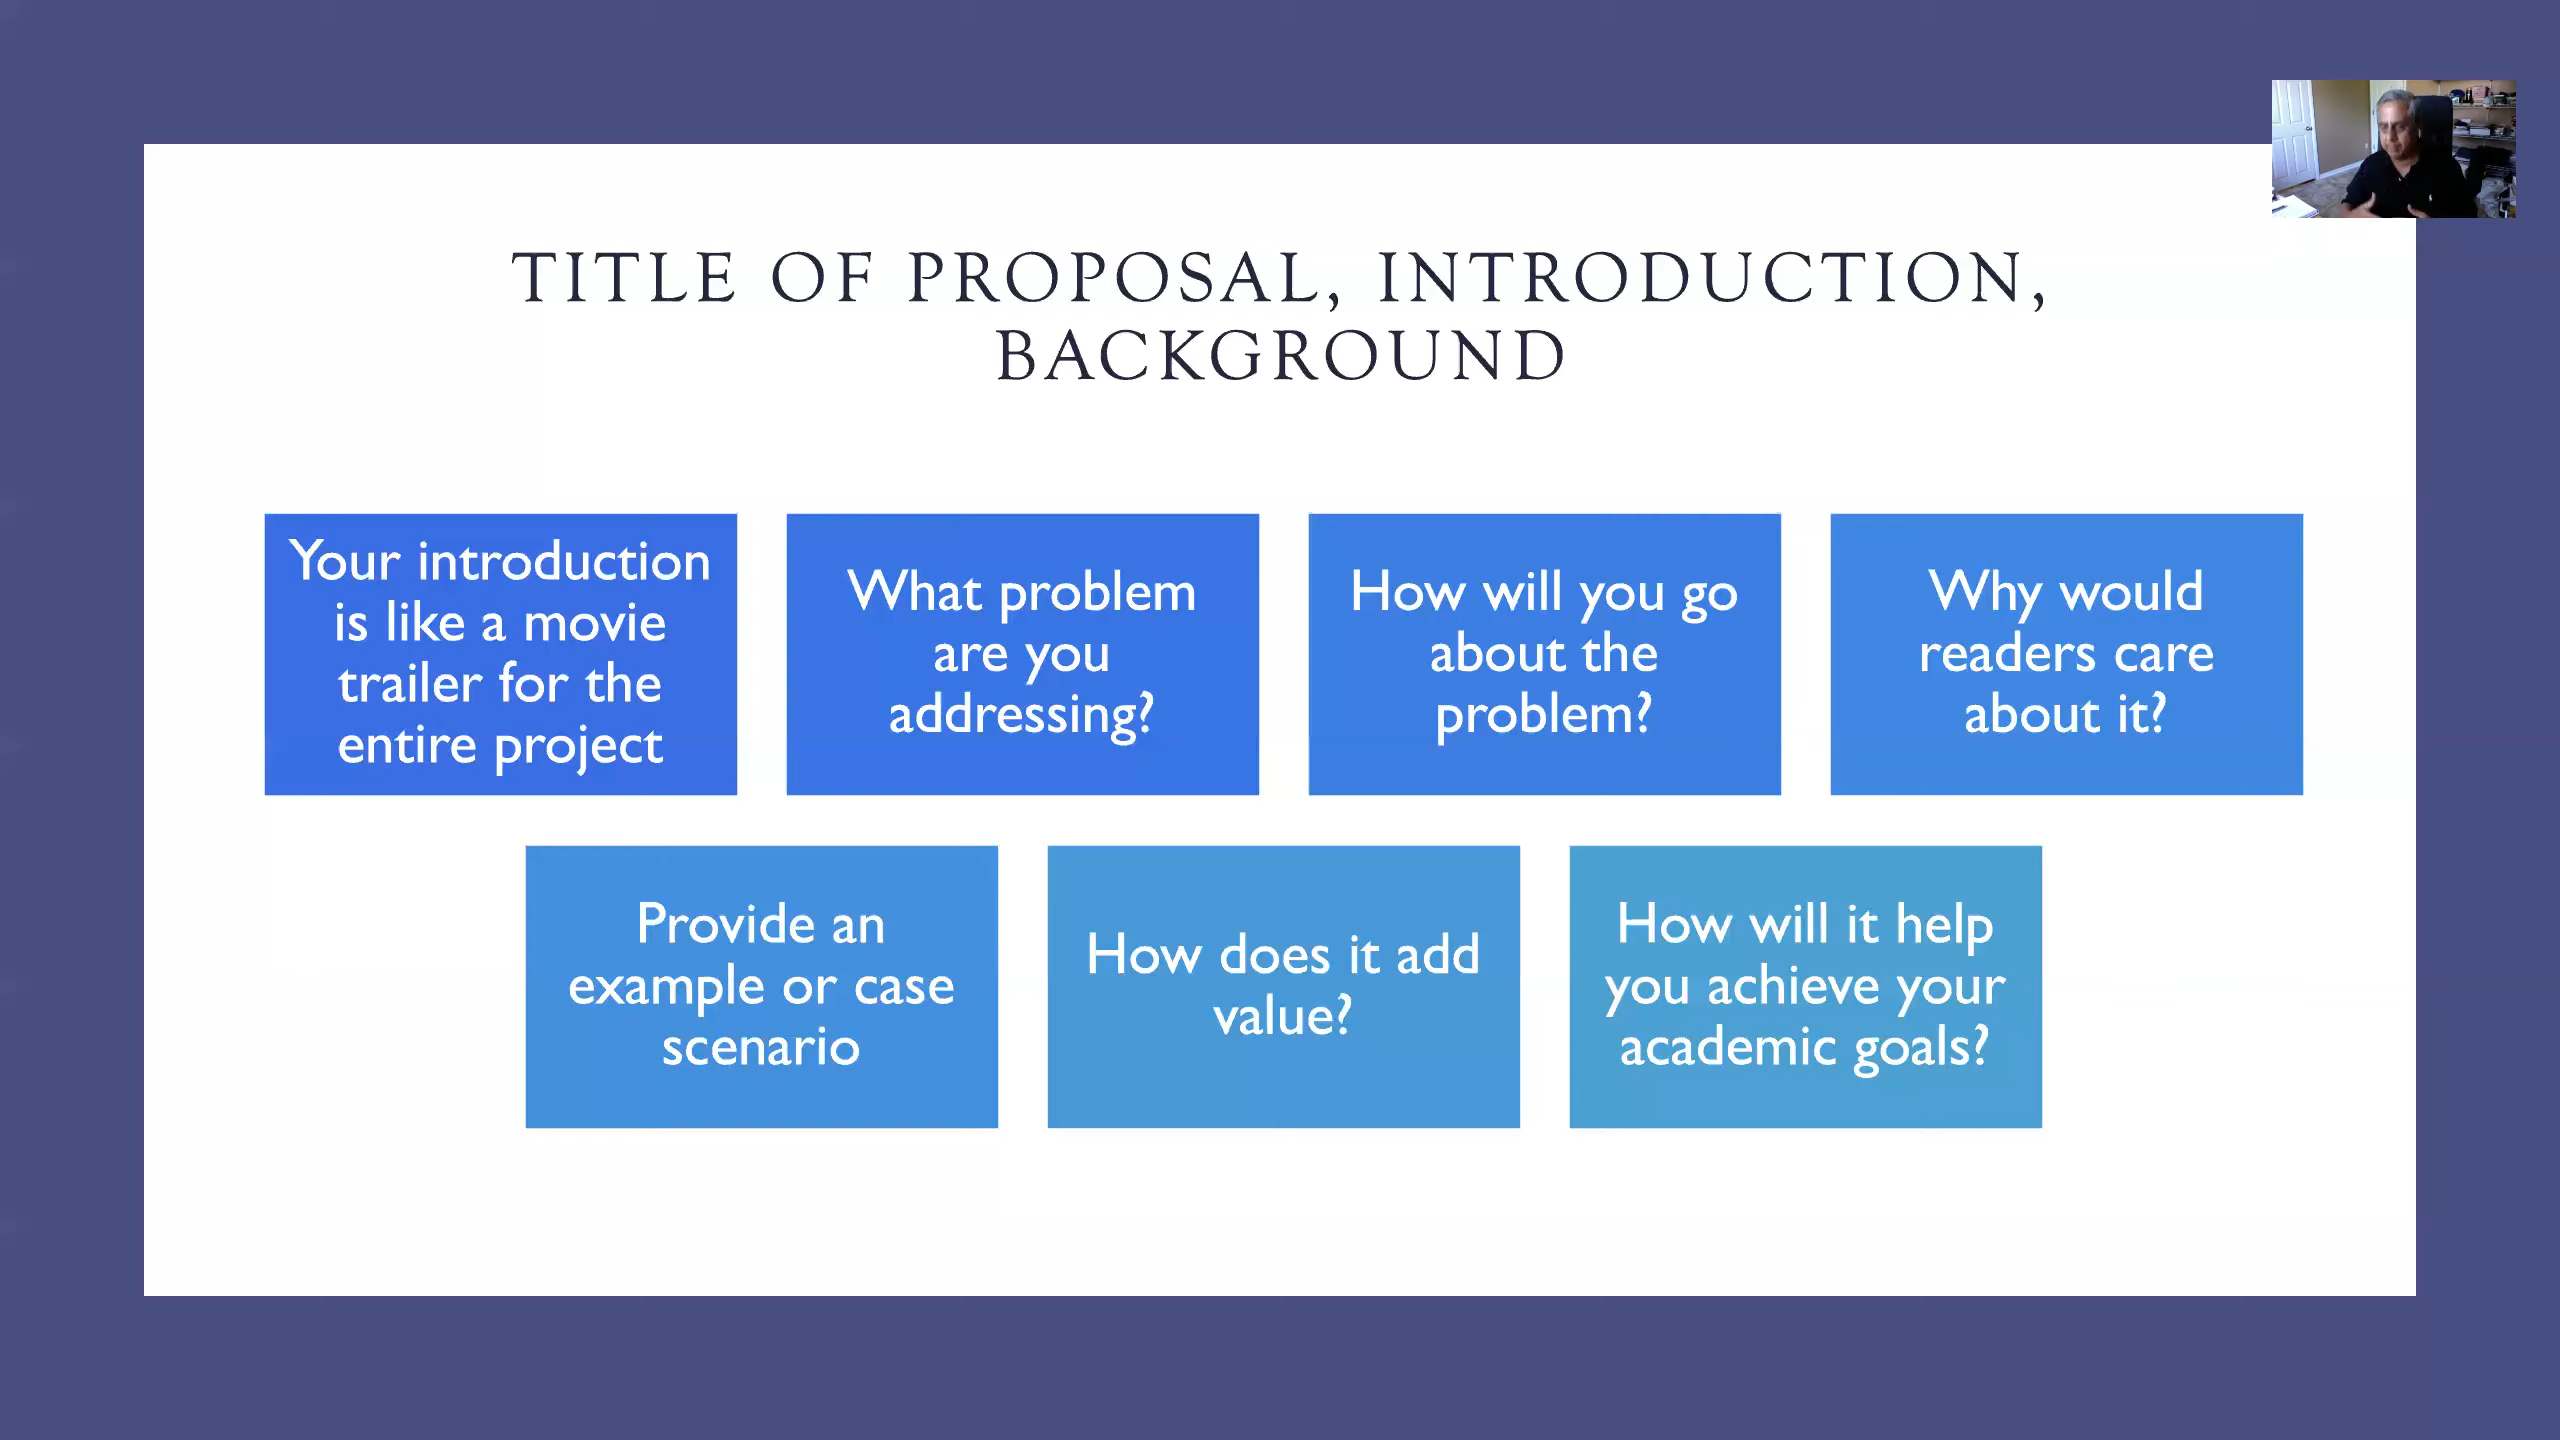 TITLE OF PROPOSAL, INTRODUCTION,
BACKGROUND
Your introduction
is like a movie
trailer for the
entire project
What problem
are you
addressing?
How will you go
about the
problem?
Why would
readers care
about it?
Provide an
example or case
scenario
How does it add
value?
How will it help
you achieve your
academic goals?